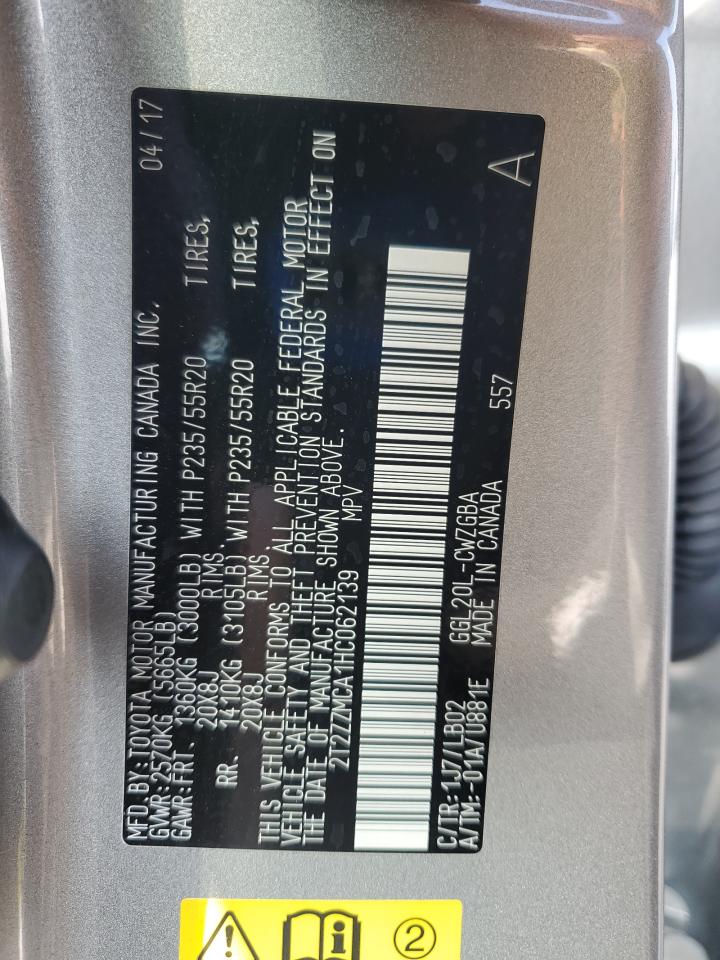 MFD. BY: TOYOTA MOTOR MANUFACTURING CANADA INC. 04/17
GVWR: 2570KG (5665LB)
GAWR: FRT. 1360KG (3000LB) WITH P235/55R20 TIRES,
20X8J RIMS
RR. 1410KG (3105LB) WITH P235/55R20 TIRES,
20X8J RIMS
THIS VEHICLE CONFORMS TO ALL APPLICABLE FEDERAL MOTOR
VEHICLE SAFETY AND THEFT PREVENTION STANDARDS IN EFFECT ON
THE DATE OF MANUFACTURE SHOWN ABOVE.
2T2ZZMCA1HC062139 MPV
C/TR: 1J7/LB02 GGL20L-CWZGBA 557 A
A/TM: -01A/U881E MADE IN CANADA
2